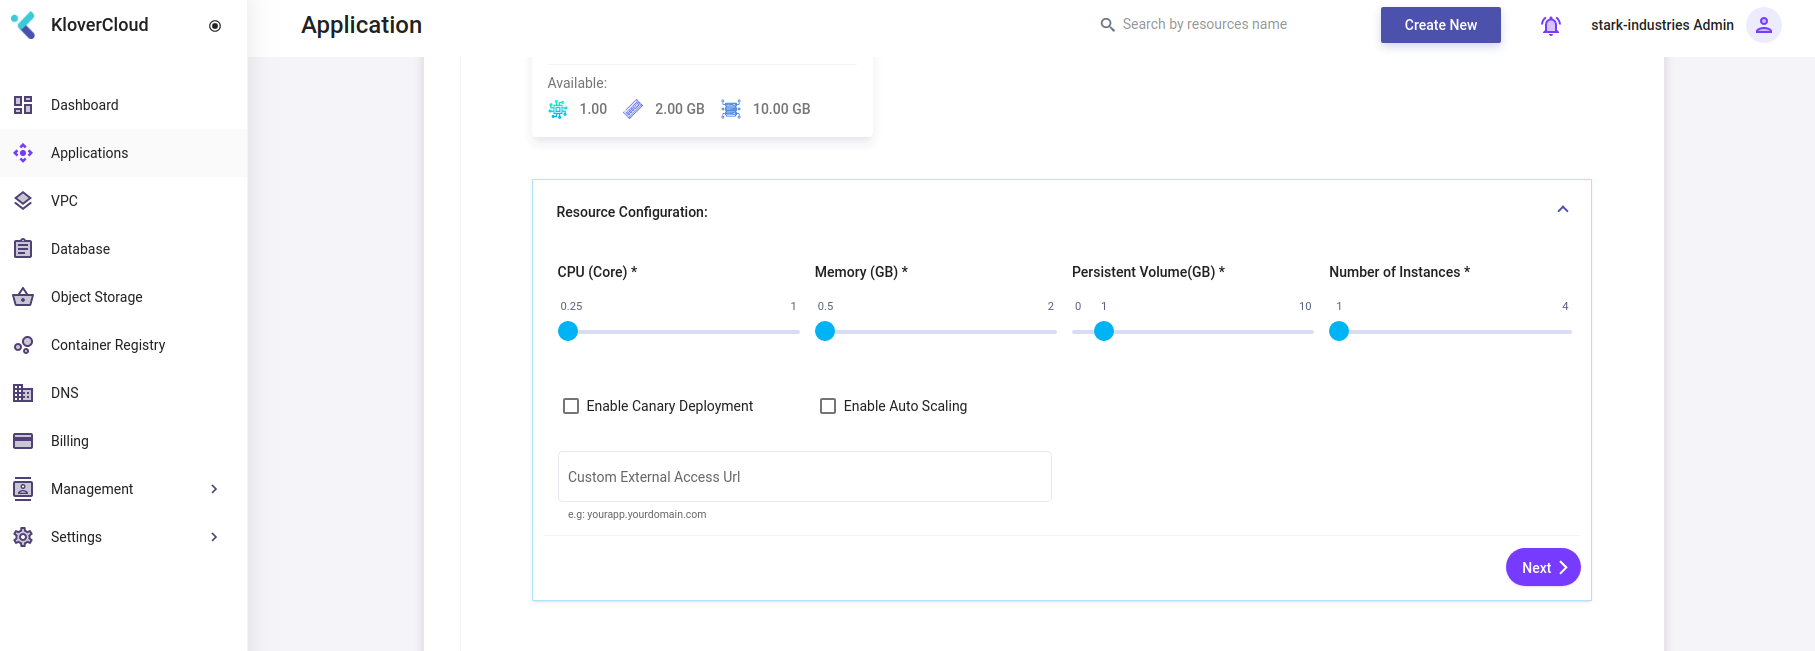 KloverCloud
Application
Search by resources name
Create New
stark-industries Admin
Dashboard
Applications
VPC
Database
Object Storage
Container Registry
DNS
Billing
Management
Settings
Available:
1.00 2.00 GB 10.00 GB
Resource Configuration:
CPU (Core) * Memory (GB) * Persistent Volume(GB) * Number of Instances *
0.25 1 0.5 2 0 1 10 1 4
Enable Canary Deployment Enable Auto Scaling
Custom External Access Url
e.g: yourapp.yourdomain.com
Next